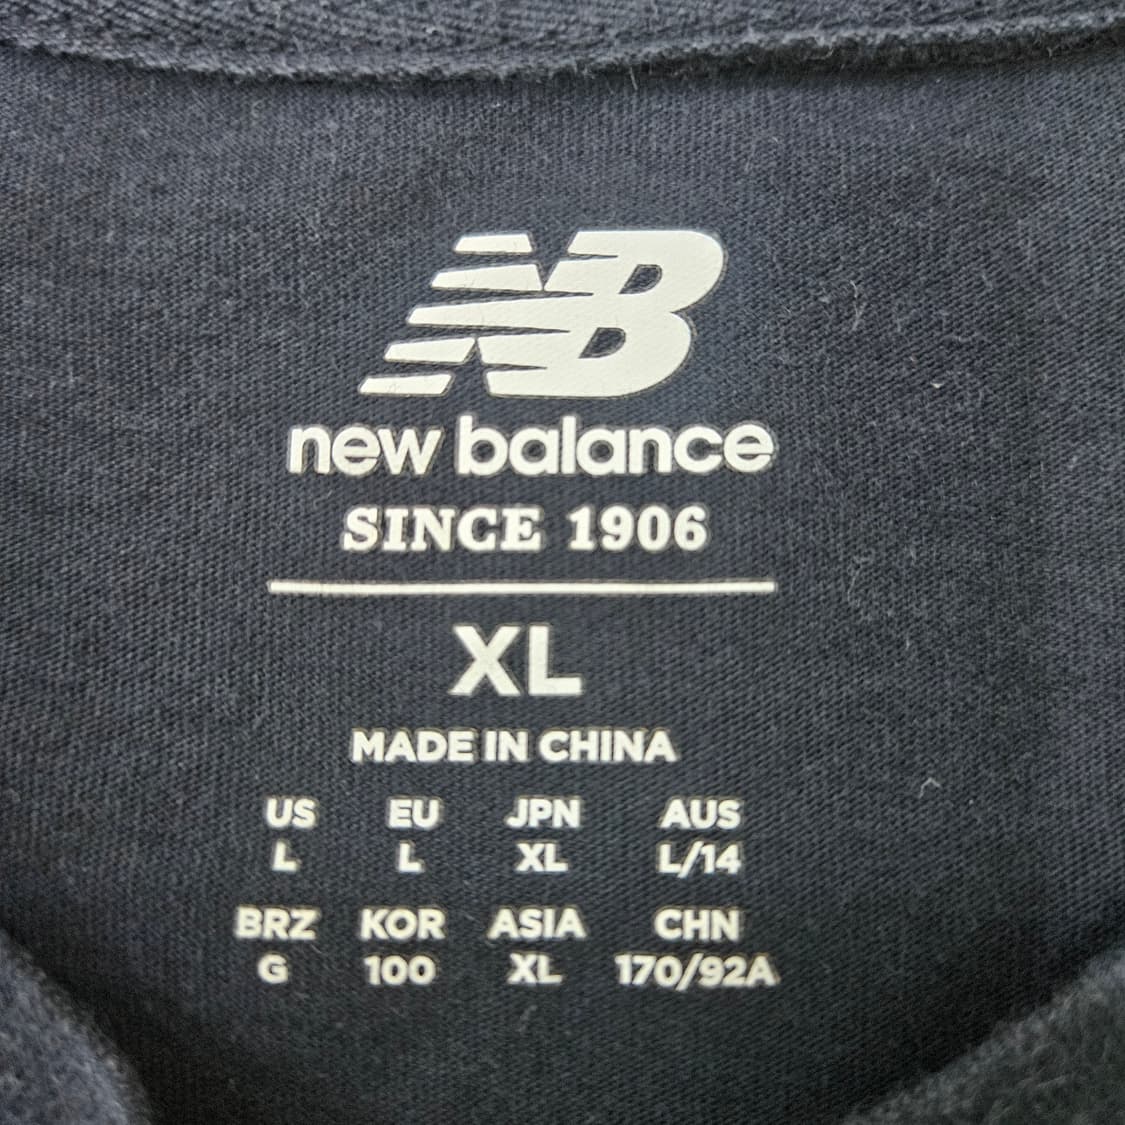 NB
new balance
SINCE 1906
XL
MADE IN CHINA
US EU JPN AUS
L L XL L/14
BRZ KOR ASIA CHN
G 100 XL 170/92A